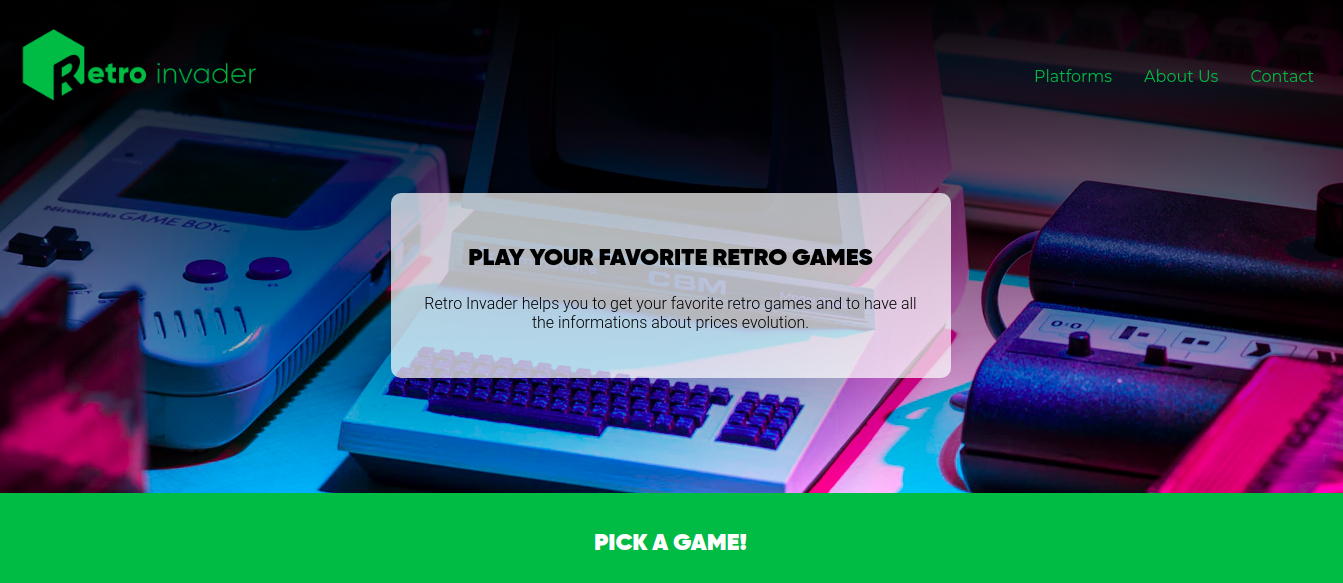 Retro invader
Platforms About Us Contact
Nintendo GAME BOY
PLAY YOUR FAVORITE RETRO GAMES
CBM
Retro Invader helps you to get your favorite retro games and to have all
the informations about prices evolution.
PICK A GAME!